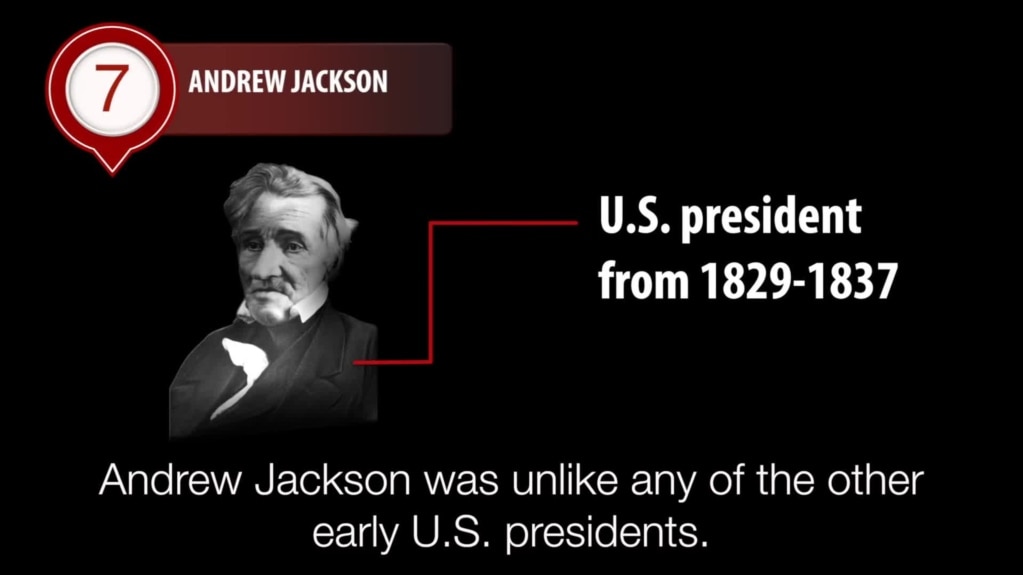 7
ANDREW JACKSON
U.S. president
from 1829-1837
Andrew Jackson was unlike any of the other
early U.S. presidents.